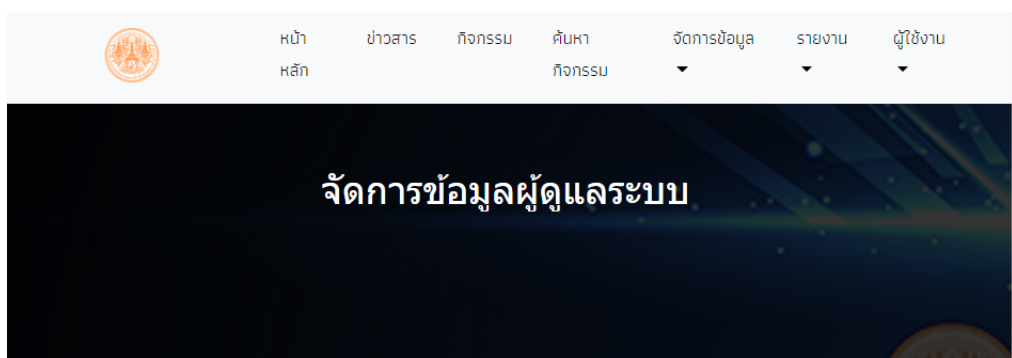 หน้า ข่าวสาร กิจกรรม ค้นหา จัดการข้อมูล รายงาน ผู้ใช้งาน
หลัก กิจกรรม
จัดการข้อมูลผู้ดูแลระบบ